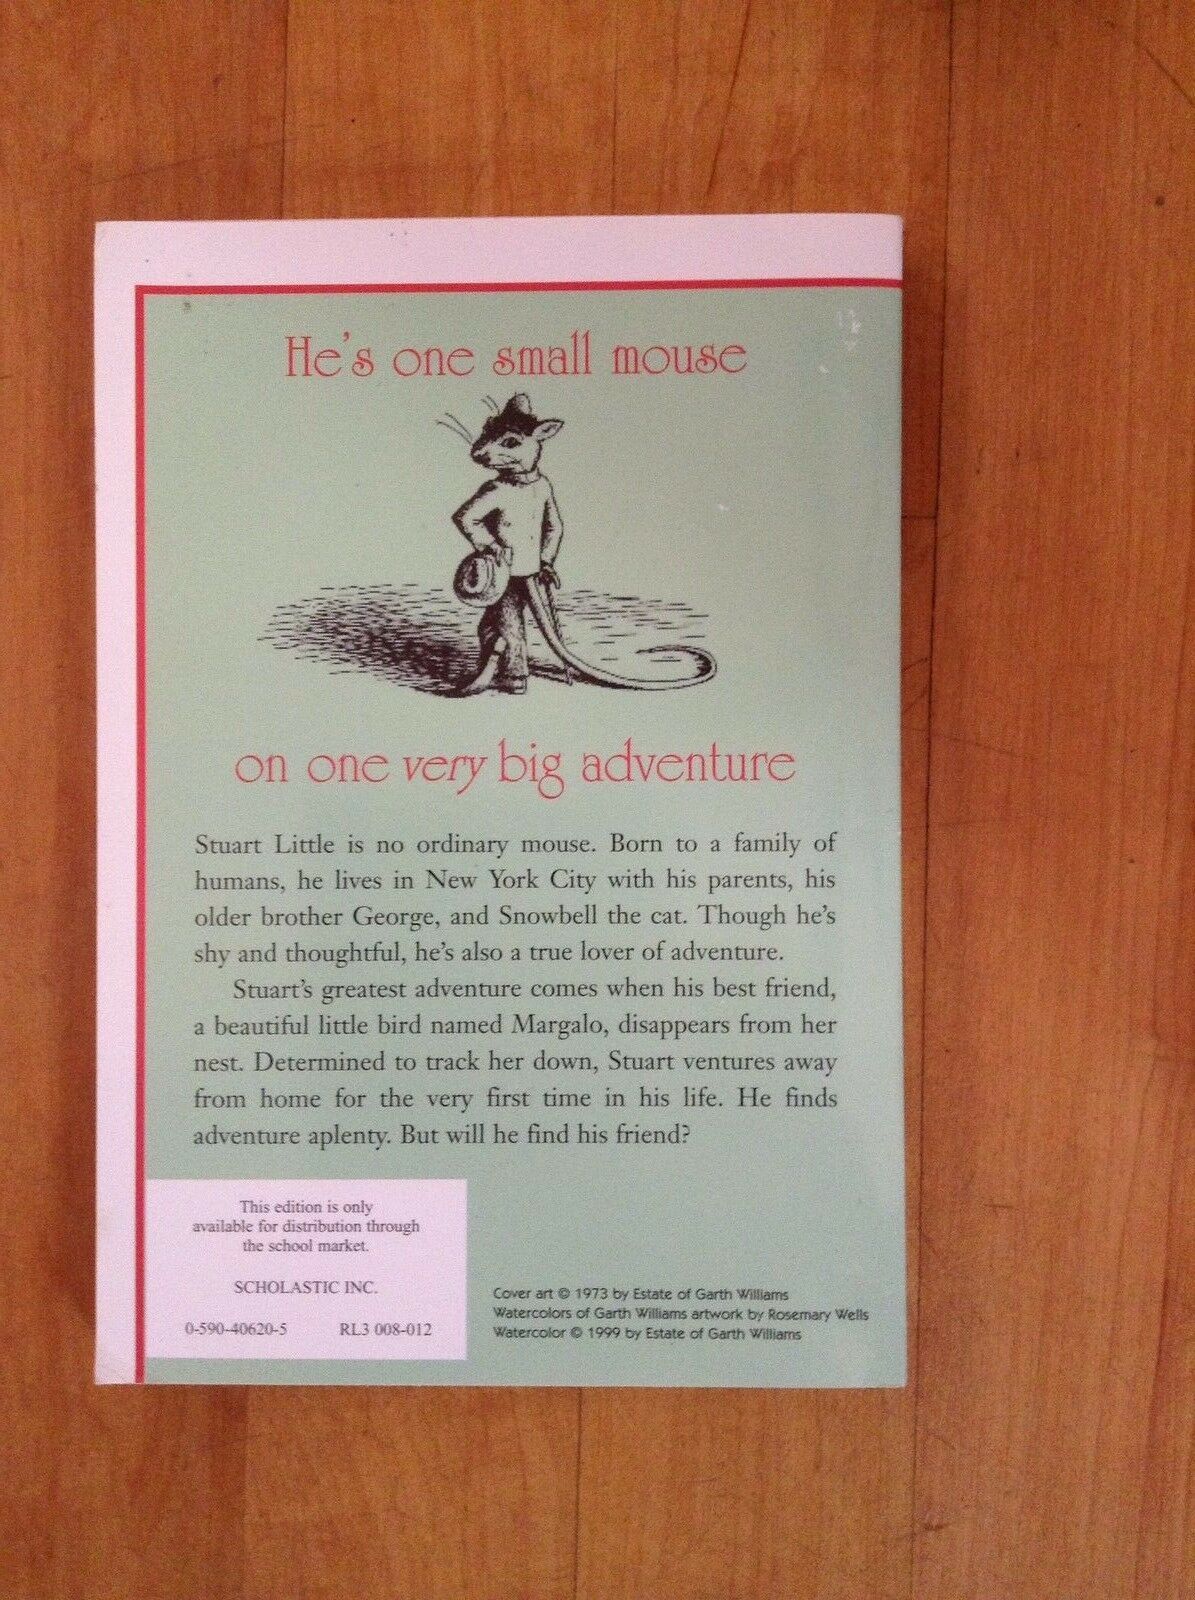 He's one small mouse
on one very big adventure
Stuart Little is no ordinary mouse. Born to a family of
humans, he lives in New York City with his parents, his
older brother George, and Snowbell the cat. Though he's
shy and thoughtful, he's also a true lover of adventure.
Stuart's greatest adventure comes when his best friend,
a beautiful little bird named Margalo, disappears from her
nest. Determined to track her down, Stuart ventures away
from home for the very first time in his life. He finds
adventure aplenty. But will he find his friend?
This edition is only
available for distribution through
the school market.
SCHOLASTIC INC.
0-590-40620-5 RL3 008-012
Cover art © 1973 by Estate of Garth Williams
Watercolors of Garth Williams artwork by Rosemary Wells
Watercolor © 1999 by Estate of Garth Williams